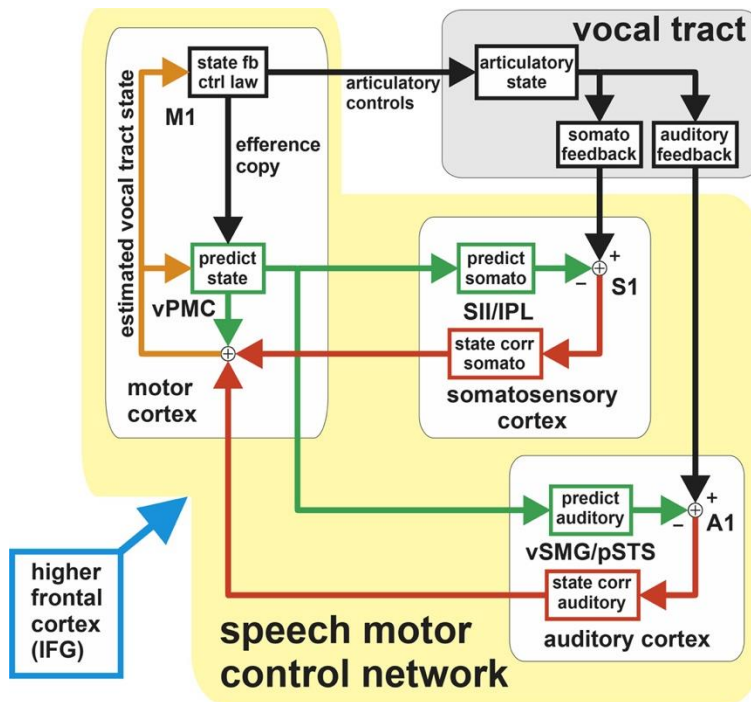 vocal tract
state fb
ctrl law
M1
articulatory
controls
articulatory
state
somato
feedback
auditory
feedback
efference
copy
estimated vocal tract state
predict
state
vPMC
motor
cortex
predict
somato
SII/IPL
+
−
S1
state corr
somato
somatosensory
cortex
predict
auditory
vSMG/pSTS
+
−
A1
state corr
auditory
auditory cortex
higher
frontal
cortex
(IFG)
speech motor
control network